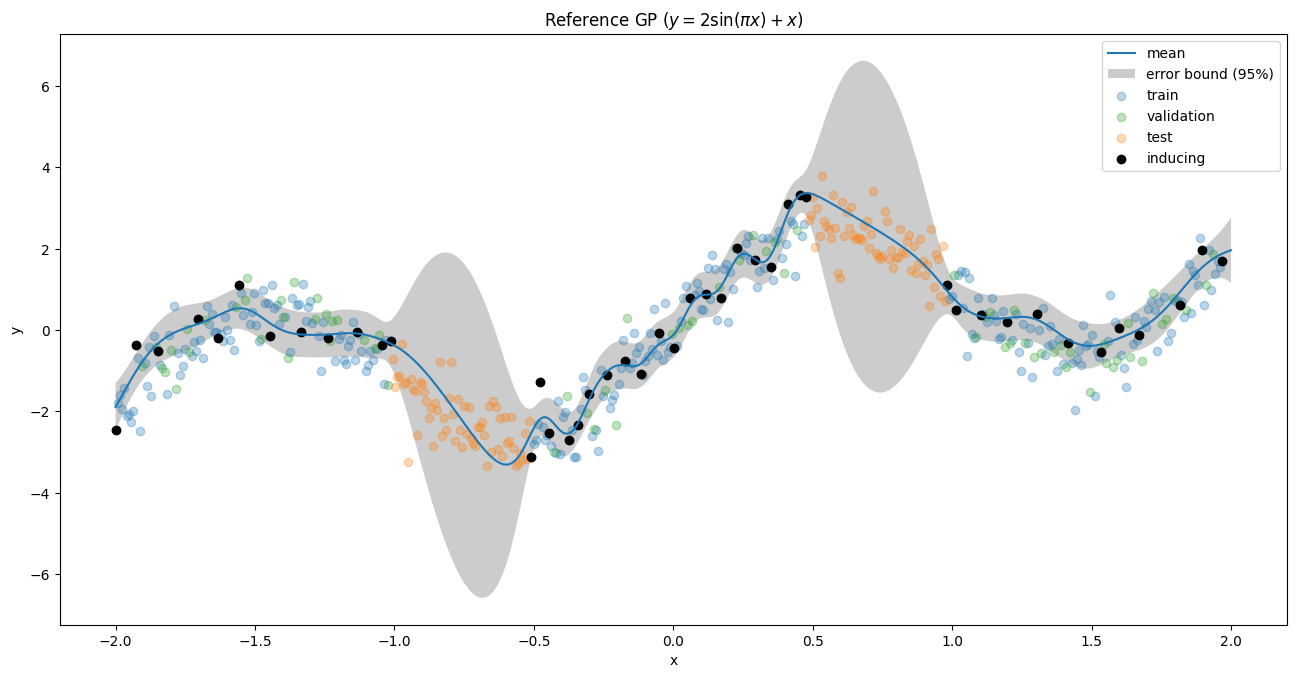 Reference GP (y = 2sin(πx) + x)
mean
error bound (95%)
train
validation
test
inducing
y
6
4
2
0
−2
−4
−6
−2.0 −1.5 −1.0 −0.5 0.0 0.5 1.0 1.5 2.0
x